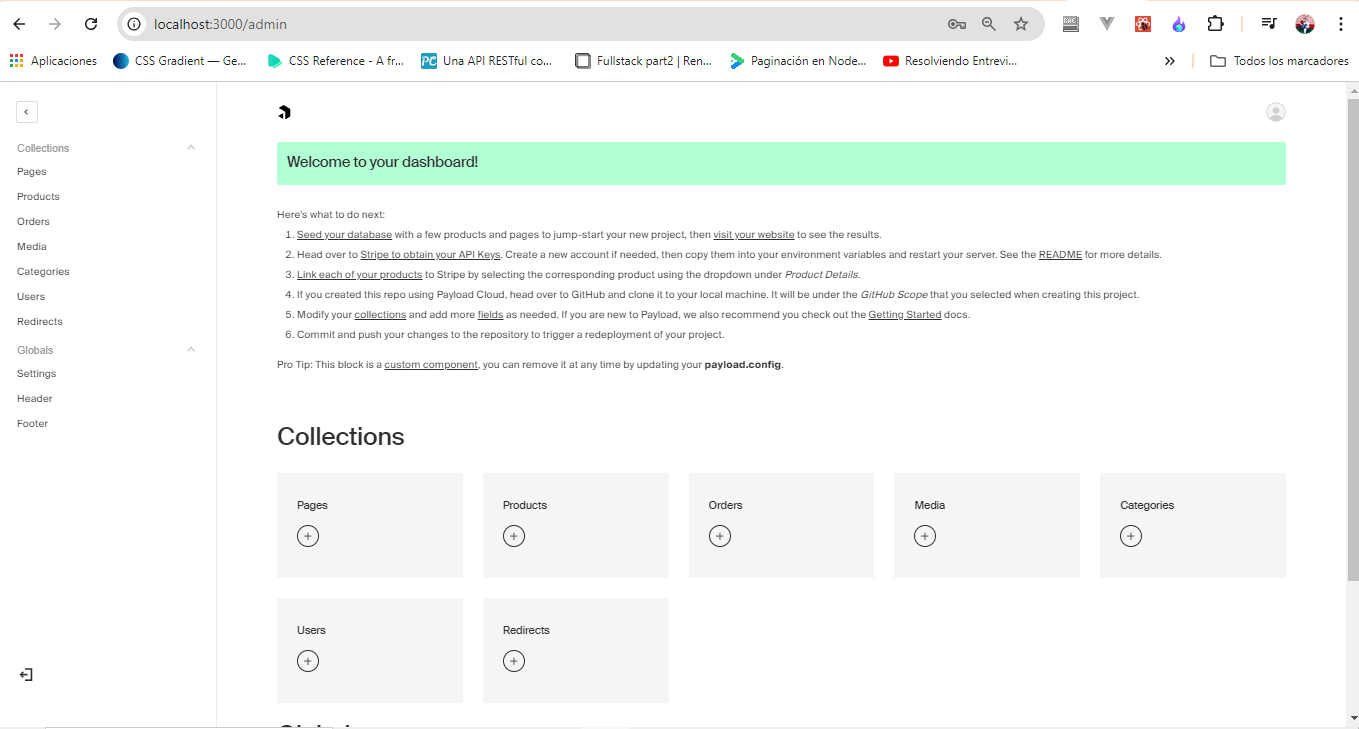 localhost:3000/admin
Aplicaciones CSS Gradient — Ge... CSS Reference - A fr... PC Una API RESTful co... Fullstack part2 | Ren... Paginación en Node... Resolviendo Entrevi... » Todos los marcadores
Collections
Pages
Products
Orders
Media
Categories
Users
Redirects
Globals
Settings
Header
Footer
Welcome to your dashboard!
Here's what to do next:
1. Seed your database with a few products and pages to jump-start your new project, then visit your website to see the results.
2. Head over to Stripe to obtain your API Keys. Create a new account if needed, then copy them into your environment variables and restart your server. See the README for more details.
3. Link each of your products to Stripe by selecting the corresponding product using the dropdown under Product Details.
4. If you created this repo using Payload Cloud, head over to GitHub and clone it to your local machine. It will be under the GitHub Scope that you selected when creating this project.
5. Modify your collections and add more fields as needed. If you are new to Payload, we also recommend you check out the Getting Started docs.
6. Commit and push your changes to the repository to trigger a redeployment of your project.
Pro Tip: This block is a custom component, you can remove it at any time by updating your payload.config.
Collections
Pages Products Orders Media Categories
Users Redirects